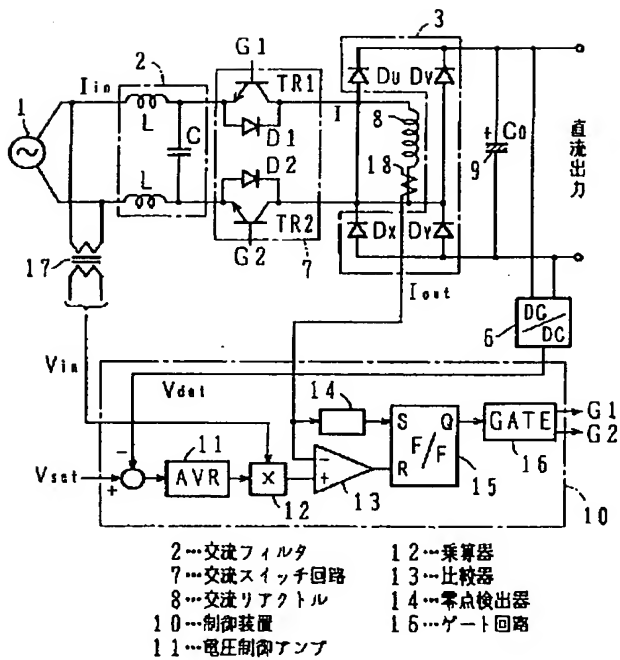 3
2
G1
Iin
TR1
DU
DV
1
L
C
D1
I
8
+
C0
D2
18
9
直流出力
L
TR2
DX
DY
G2
7
17
Iout
6
DC
DC
Vin
Vdet
14
S
Q
GATE
G1
G2
-
11
F/F
Vset
+
AVR
×
-
+
R
15
16
12
13
10
2…交流フィルタ
7…交流スイッチ回路
8…交流リアクトル
10…制御装置
11…電圧制御アンプ
12…乗算器
13…比較器
14…零点検出器
16…ゲート回路